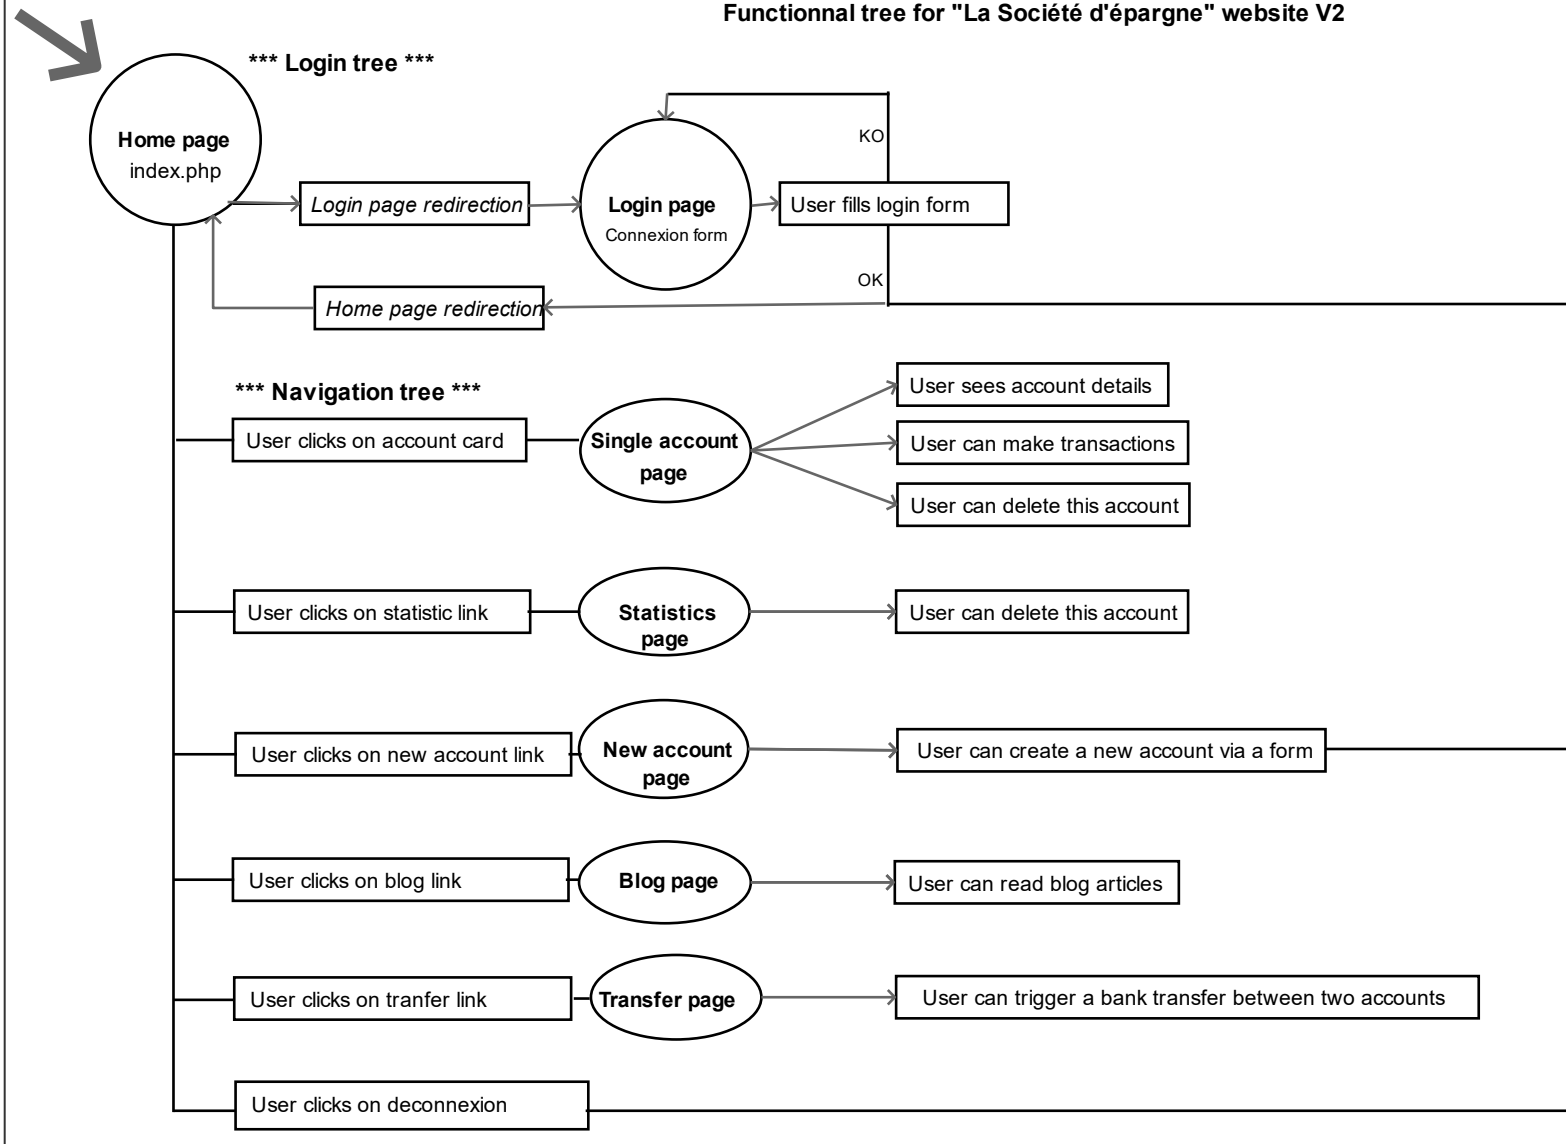 Functionnal tree for "La Société d'épargne" website V2
*** Login tree ***
Home page
index.php
Login page redirection
Login page
Connexion form
User fills login form
KO
OK
Home page redirection
*** Navigation tree ***
User clicks on account card
Single account
page
User sees account details
User can make transactions
User can delete this account
User clicks on statistic link
Statistics
page
User can delete this account
User clicks on new account link
New account
page
User can create a new account via a form
User clicks on blog link
Blog page
User can read blog articles
User clicks on tranfer link
Transfer page
User can trigger a bank transfer between two accounts
User clicks on deconnexion